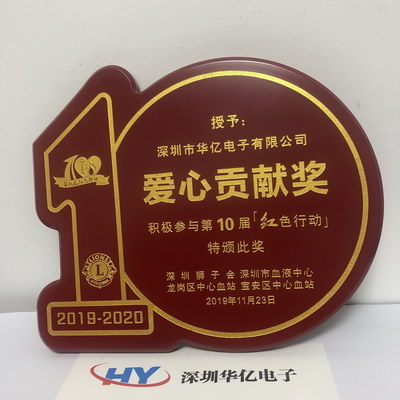 授予：
深圳市华亿电子有限公司
爱心贡献奖
积极参与第10届「红色行动」
特颁此奖
深圳狮子会 深圳市血液中心
龙岗区中心血站 宝安区中心血站
2019年11月23日
10
LIONS
L
2019-2020
HY 深圳华亿电子